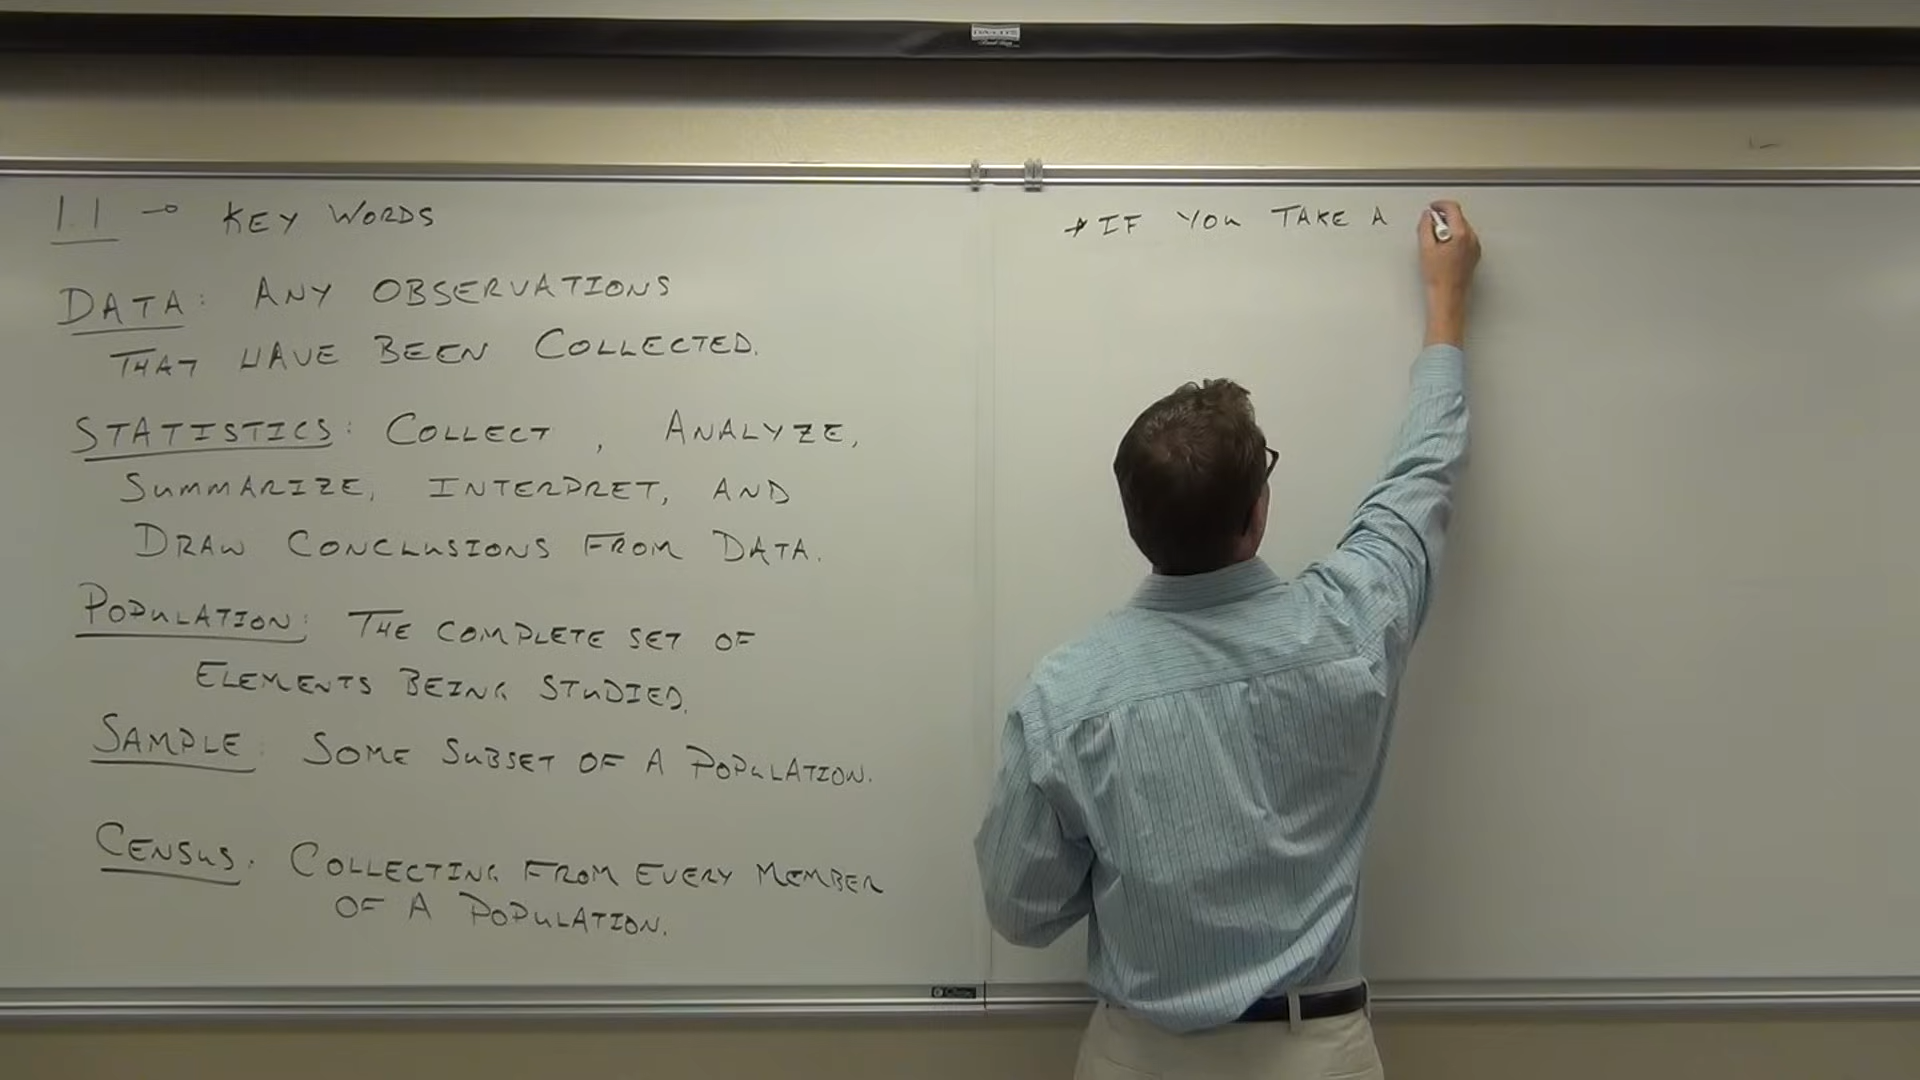 1.1 → KEY WORDS
DATA: ANY OBSERVATIONS
THAT HAVE BEEN COLLECTED.
STATISTICS: COLLECT, ANALYZE,
SUMMARIZE, INTERPRET, AND
DRAW CONCLUSIONS FROM DATA.
POPULATION: THE COMPLETE SET OF
ELEMENTS BEING STUDIED.
SAMPLE: SOME SUBSET OF A POPULATION.
CENSUS: COLLECTING FROM EVERY MEMBER
OF A POPULATION.
* IF YOU TAKE A